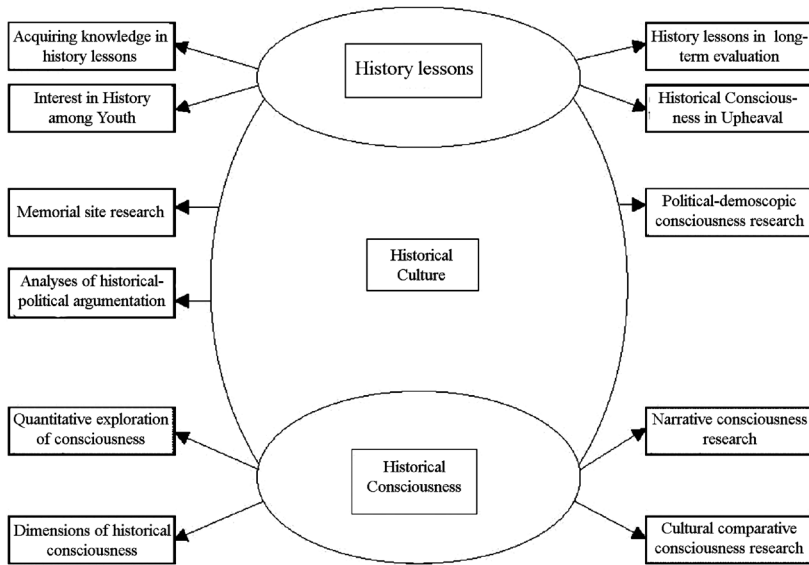 Acquiring knowledge in
history lessons
History lessons
History lessons in long-
term evaluation
Interest in History
among Youth
Historical Conscious-
ness in Upheaval
Memorial site research
Political-demoscopic
consciousness research
Historical
Culture
Analyses of historical-
political argumentation
Quantitative exploration
of consciousness
Narrative consciousness
research
Historical
Consciousness
Dimensions of historical
consciousness
Cultural comparative
consciousness research